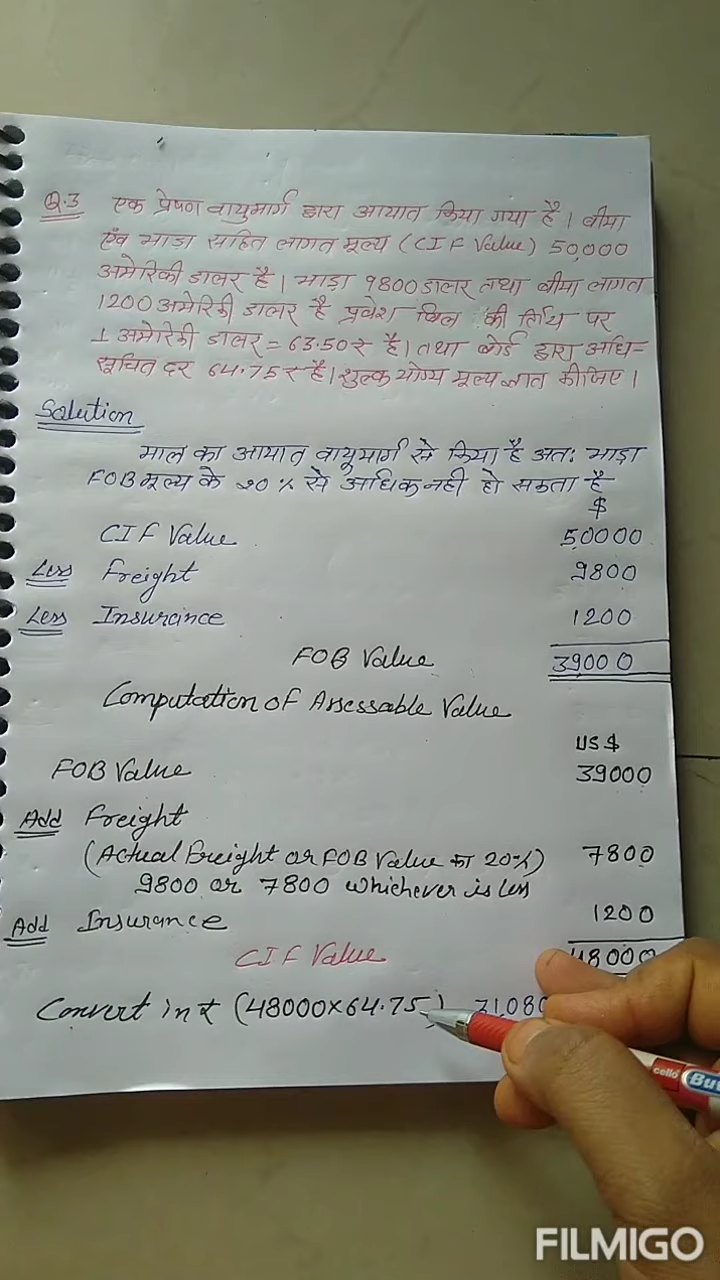 Q.3 एक प्रेषण वायुमार्ग द्वारा आयात किया गया है। बीमा
एंव भाड़ा सहित लागत मूल्य (CIF Value) 50,000
अमेरिकी डालर है। भाड़ा 9800 डालर तथा बीमा लागत
1200 अमेरिकी डालर है प्रवेश बिल की तिथि पर
1 अमेरिकी डालर = 63.50 ₹ है। तथा बोर्ड द्वारा अधि-
सूचित दर 64.75 ₹ है। शुल्क योग्य मूल्य ज्ञात कीजिए।
Solution
माल का आयात वायुमार्ग से किया है अतः भाड़ा
FOB मूल्य के 20% से अधिक नही हो सकता है
$
CIF Value 50000
Less Freight 9800
Less Insurance 1200
FOB Value 39000
Computation of Assessable Value
US $
FOB Value 39000
Add Freight
(Actual Freight or FOB Value का 20%) 7800
9800 or 7800 whichever is less
Add Insurance 1200
CIF Value 48000
Convert in ₹ (48000×64.75) 31,080
cello But
FILMIGO